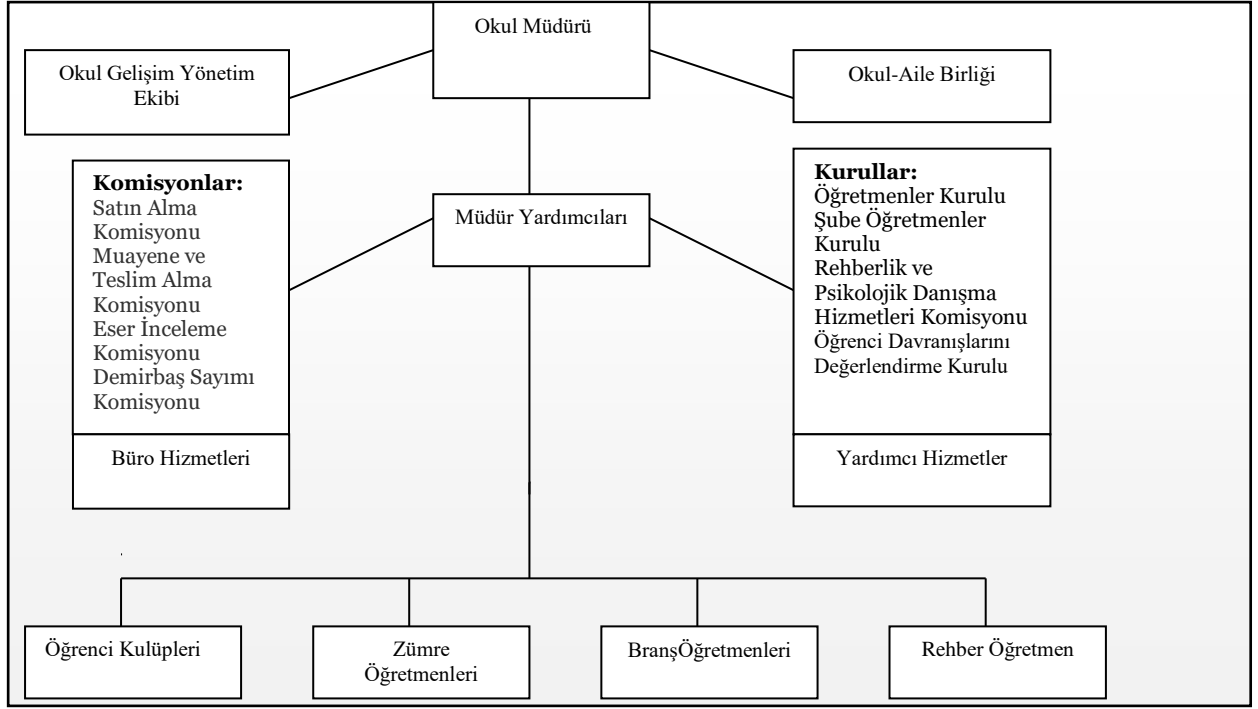 Okul Müdürü
Okul Gelişim Yönetim
Ekibi
Okul-Aile Birliği
Komisyonlar:
Satın Alma
Komisyonu
Muayene ve
Teslim Alma
Komisyonu
Eser İnceleme
Komisyonu
Demirbaş Sayımı
Komisyonu
Müdür Yardımcıları
Kurullar:
Öğretmenler Kurulu
Şube Öğretmenler
Kurulu
Rehberlik ve
Psikolojik Danışma
Hizmetleri Komisyonu
Öğrenci Davranışlarını
Değerlendirme Kurulu
Büro Hizmetleri
Yardımcı Hizmetler
Öğrenci Kulüpleri
Zümre
Öğretmenleri
BranşÖğretmenleri
Rehber Öğretmen